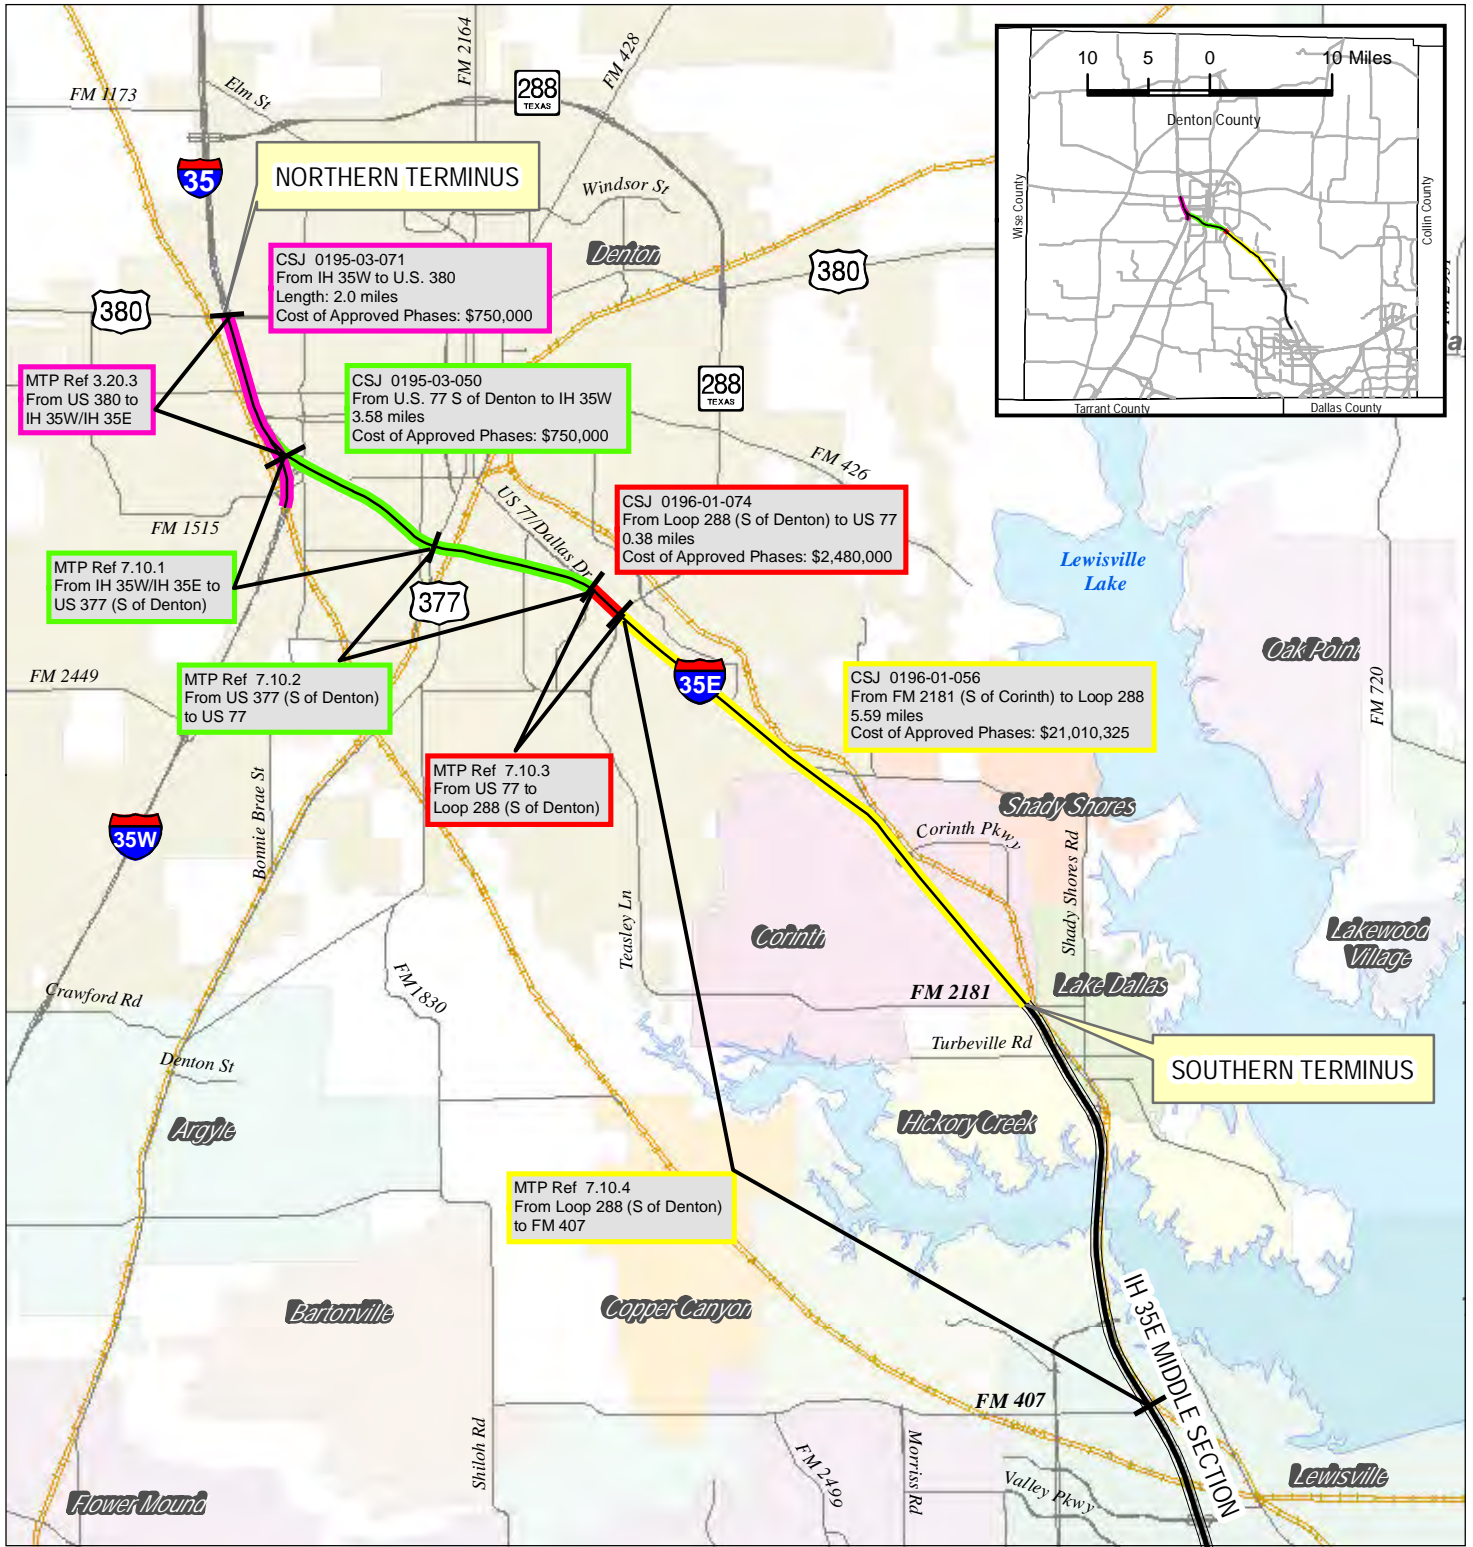 FM 1173
Elm St
FM 2164
288
TEXAS
FM 428
35
NORTHERN TERMINUS
Windsor St
Denton
380
380
CSJ 0195-03-071
From IH 35W to U.S. 380
Length: 2.0 miles
Cost of Approved Phases: $750,000
MTP Ref 3.20.3
From US 380 to
IH 35W/IH 35E
CSJ 0195-03-050
From U.S. 77 S of Denton to IH 35W
3.58 miles
Cost of Approved Phases: $750,000
288
TEXAS
10 5 0 10 Miles
Denton County
Wise County
Collin County
Tarrant County
Dallas County
FM 426
US 77/Dallas Dr
FM 1515
CSJ 0196-01-074
From Loop 288 (S of Denton) to US 77
0.38 miles
Cost of Approved Phases: $2,480,000
MTP Ref 7.10.1
From IH 35W/IH 35E to
US 377 (S of Denton)
377
Lewisville
Lake
Oak Point
FM 720
FM 2449
MTP Ref 7.10.2
From US 377 (S of Denton)
to US 77
35E
CSJ 0196-01-056
From FM 2181 (S of Corinth) to Loop 288
5.59 miles
Cost of Approved Phases: $21,010,325
MTP Ref 7.10.3
From US 77 to
Loop 288 (S of Denton)
35W
Bonnie Brae St
Shady Shores
Corinth Pkwy
Shady Shores Rd
Teasley Ln
Corinth
Lakewood
Village
Crawford Rd
FM1830
FM 2181
Lake Dallas
Turbeville Rd
SOUTHERN TERMINUS
Denton St
Argyle
Hickory Creek
MTP Ref 7.10.4
From Loop 288 (S of Denton)
to FM 407
Bartonville
Copper Canyon
IH 35E MIDDLE SECTION
FM 407
Shiloh Rd
FM 2499
Morriss Rd
Valley Pkwy
Lewisville
Flower Mound